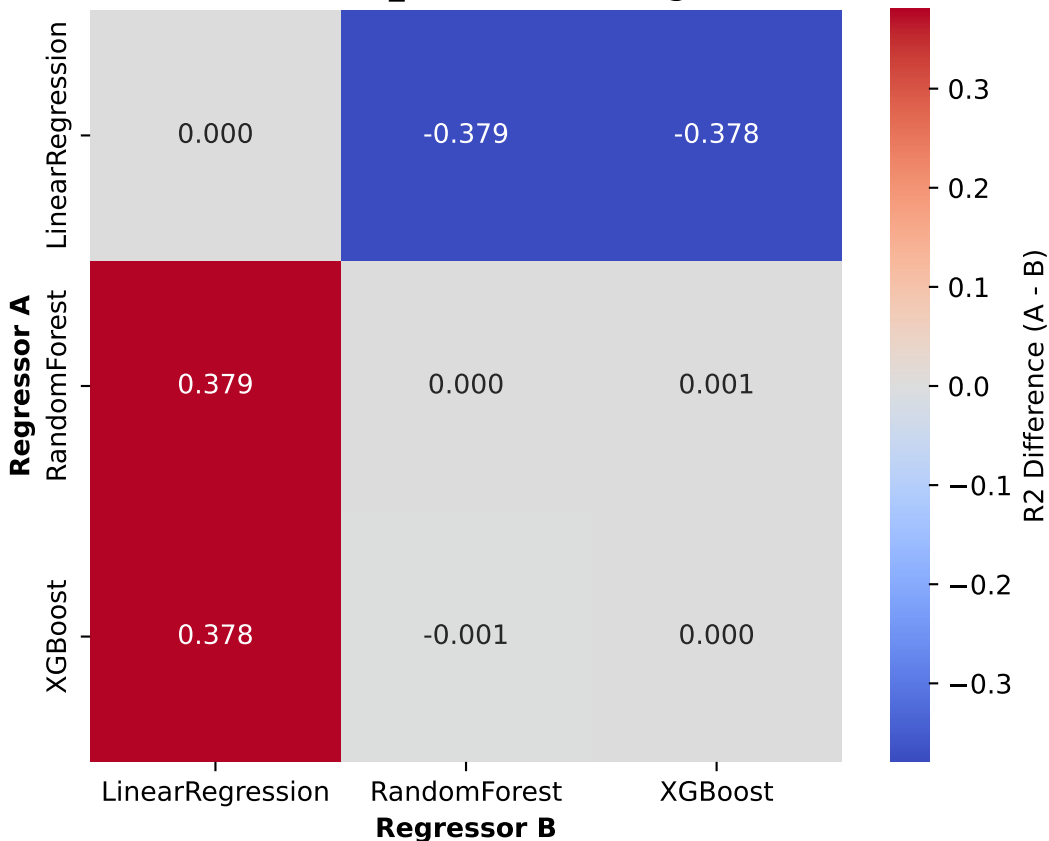 LinearRegression
0.000
-0.379
-0.378
Regressor A
RandomForest
0.379
0.000
0.001
XGBoost
0.378
-0.001
0.000
LinearRegression
RandomForest
XGBoost
Regressor B
0.3
0.2
0.1
0.0
−0.1
−0.2
−0.3
R2 Difference (A - B)